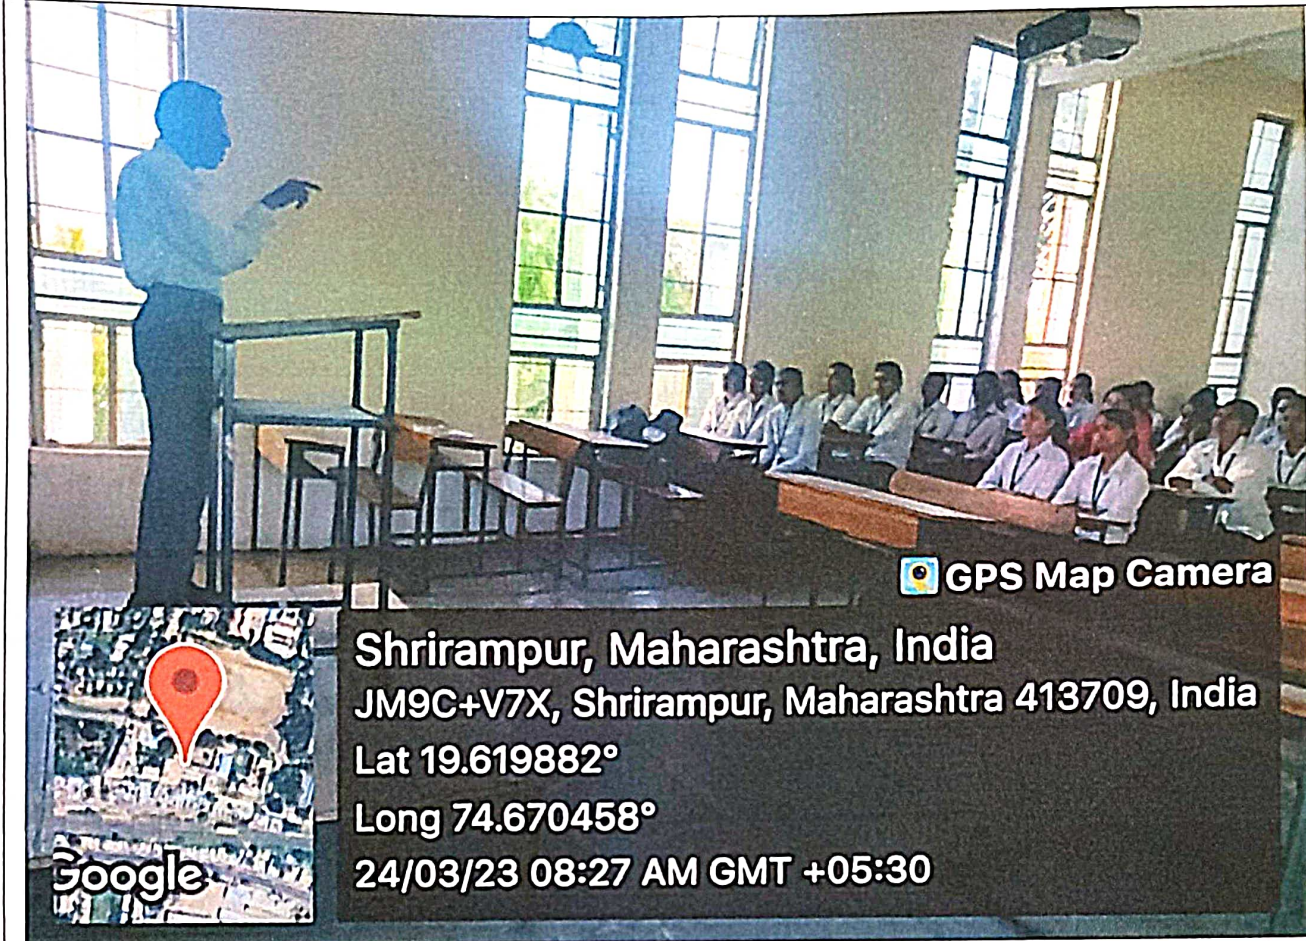 GPS Map Camera
Shrirampur, Maharashtra, India
JM9C+V7X, Shrirampur, Maharashtra 413709, India
Lat 19.619882°
Long 74.670458°
24/03/23 08:27 AM GMT +05:30
Google